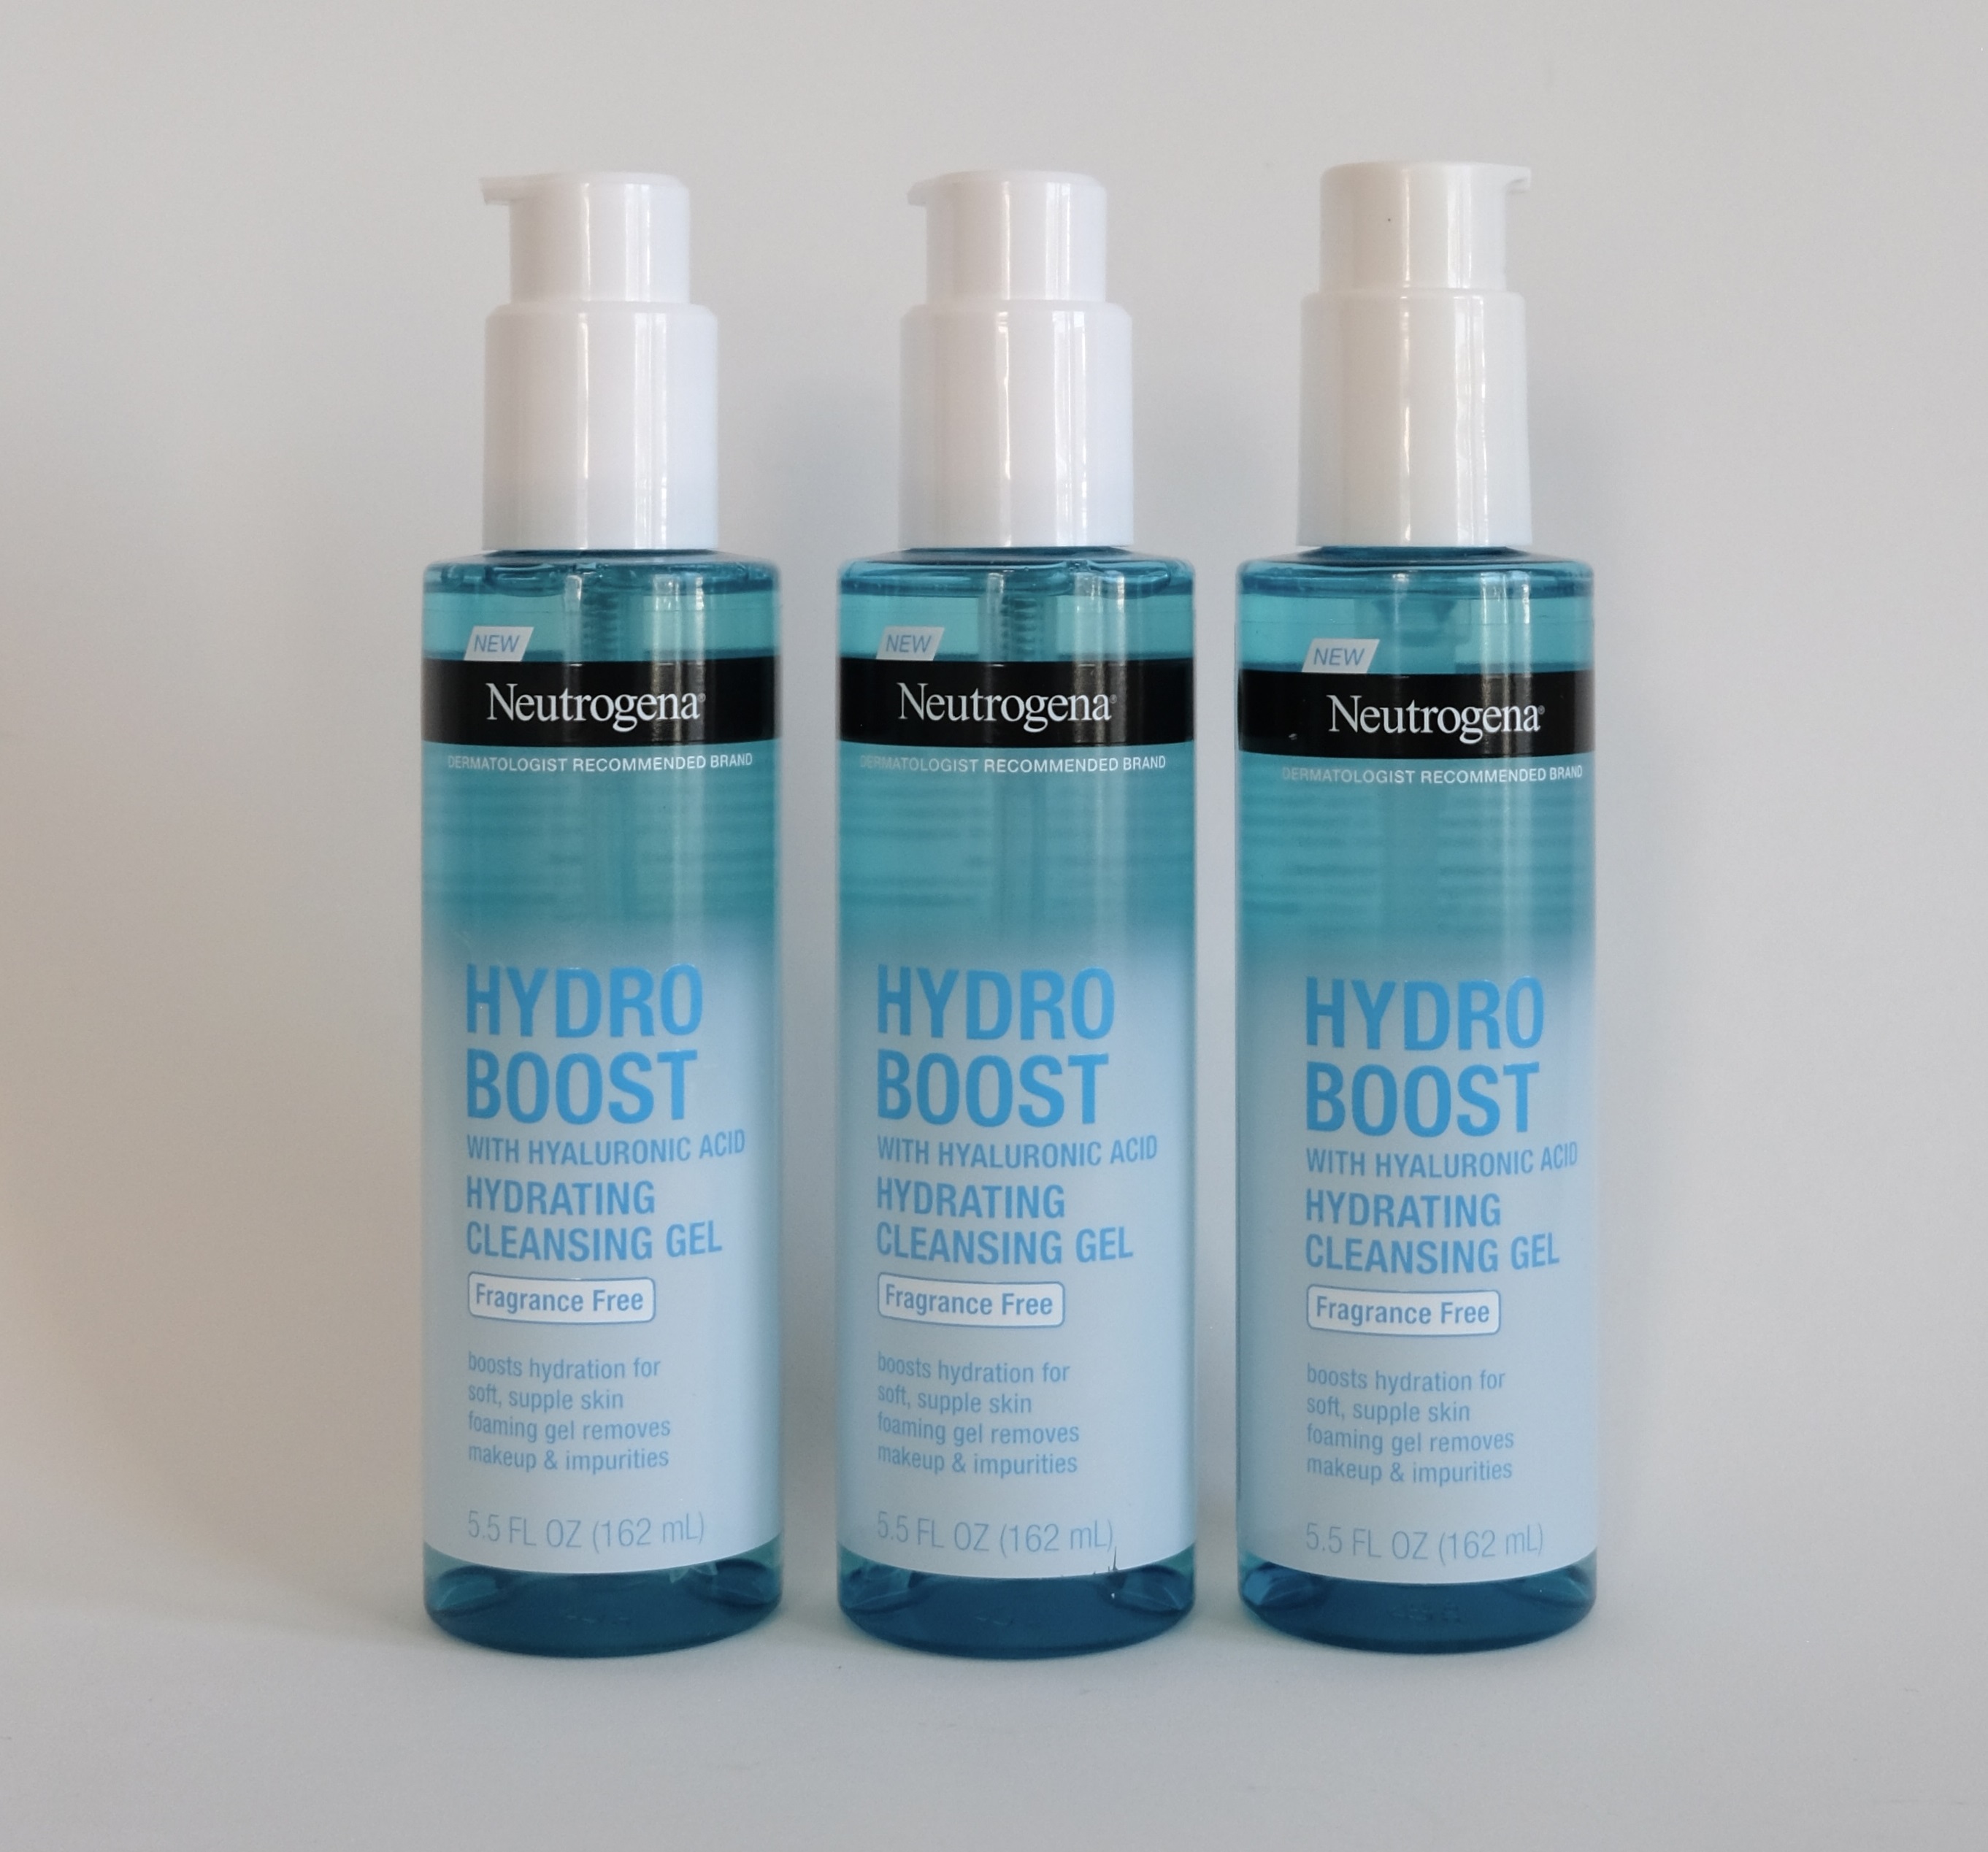 NEW
Neutrogena®
DERMATOLOGIST RECOMMENDED BRAND
HYDRO
BOOST
WITH HYALURONIC ACID
HYDRATING
CLEANSING GEL
Fragrance Free
boosts hydration for
soft, supple skin
foaming gel removes
makeup & impurities
5.5 FL OZ (162 mL)
NEW
Neutrogena®
DERMATOLOGIST RECOMMENDED BRAND
HYDRO
BOOST
WITH HYALURONIC ACID
HYDRATING
CLEANSING GEL
Fragrance Free
boosts hydration for
soft, supple skin
foaming gel removes
makeup & impurities
5.5 FL OZ (162 mL)
NEW
Neutrogena®
DERMATOLOGIST RECOMMENDED BRAND
HYDRO
BOOST
WITH HYALURONIC ACID
HYDRATING
CLEANSING GEL
Fragrance Free
boosts hydration for
soft, supple skin
foaming gel removes
makeup & impurities
5.5 FL OZ (162 mL)